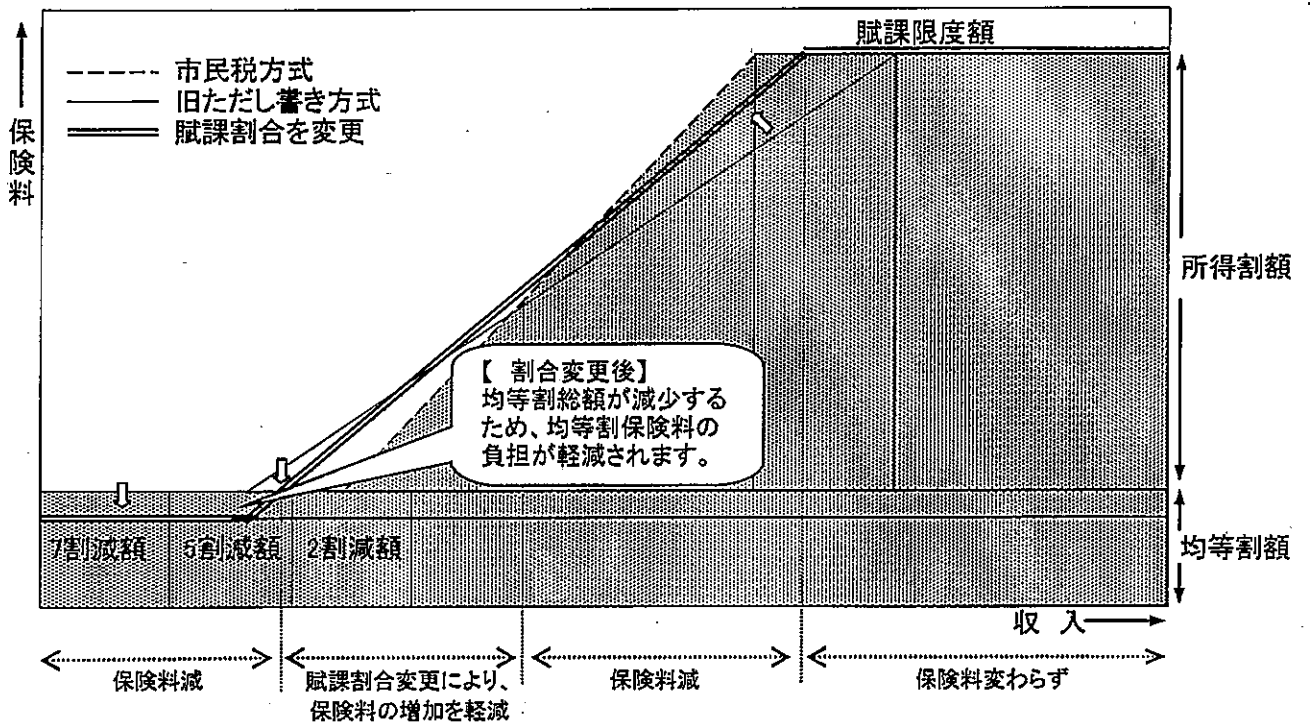 賦課限度額
市民税方式
旧ただし書き方式
賦課割合を変更
保険料
所得割額
【 割合変更後】
均等割総額が減少する
ため、均等割保険料の
負担が軽減されます。
7割減額
5割減額
2割減額
均等割額
収 入
保険料減
賦課割合変更により、
保険料の増加を軽減
保険料減
保険料変わらず